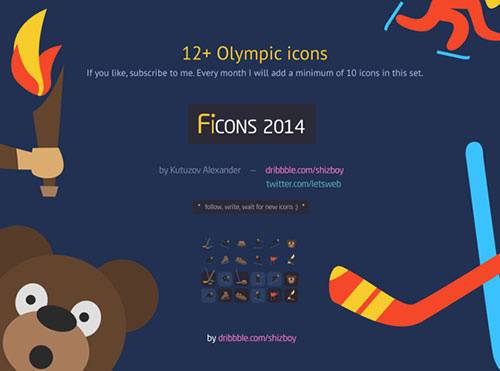 12+ Olympic icons
If you like, subscribe to me. Every month I will add a minimum of 10 icons in this set.
FiCONS 2014
by Kutuzov Alexander — dribbble.com/shizboy
twitter.com/letsweb
* follow, write, wait for new icons :) *
by dribbble.com/shizboy